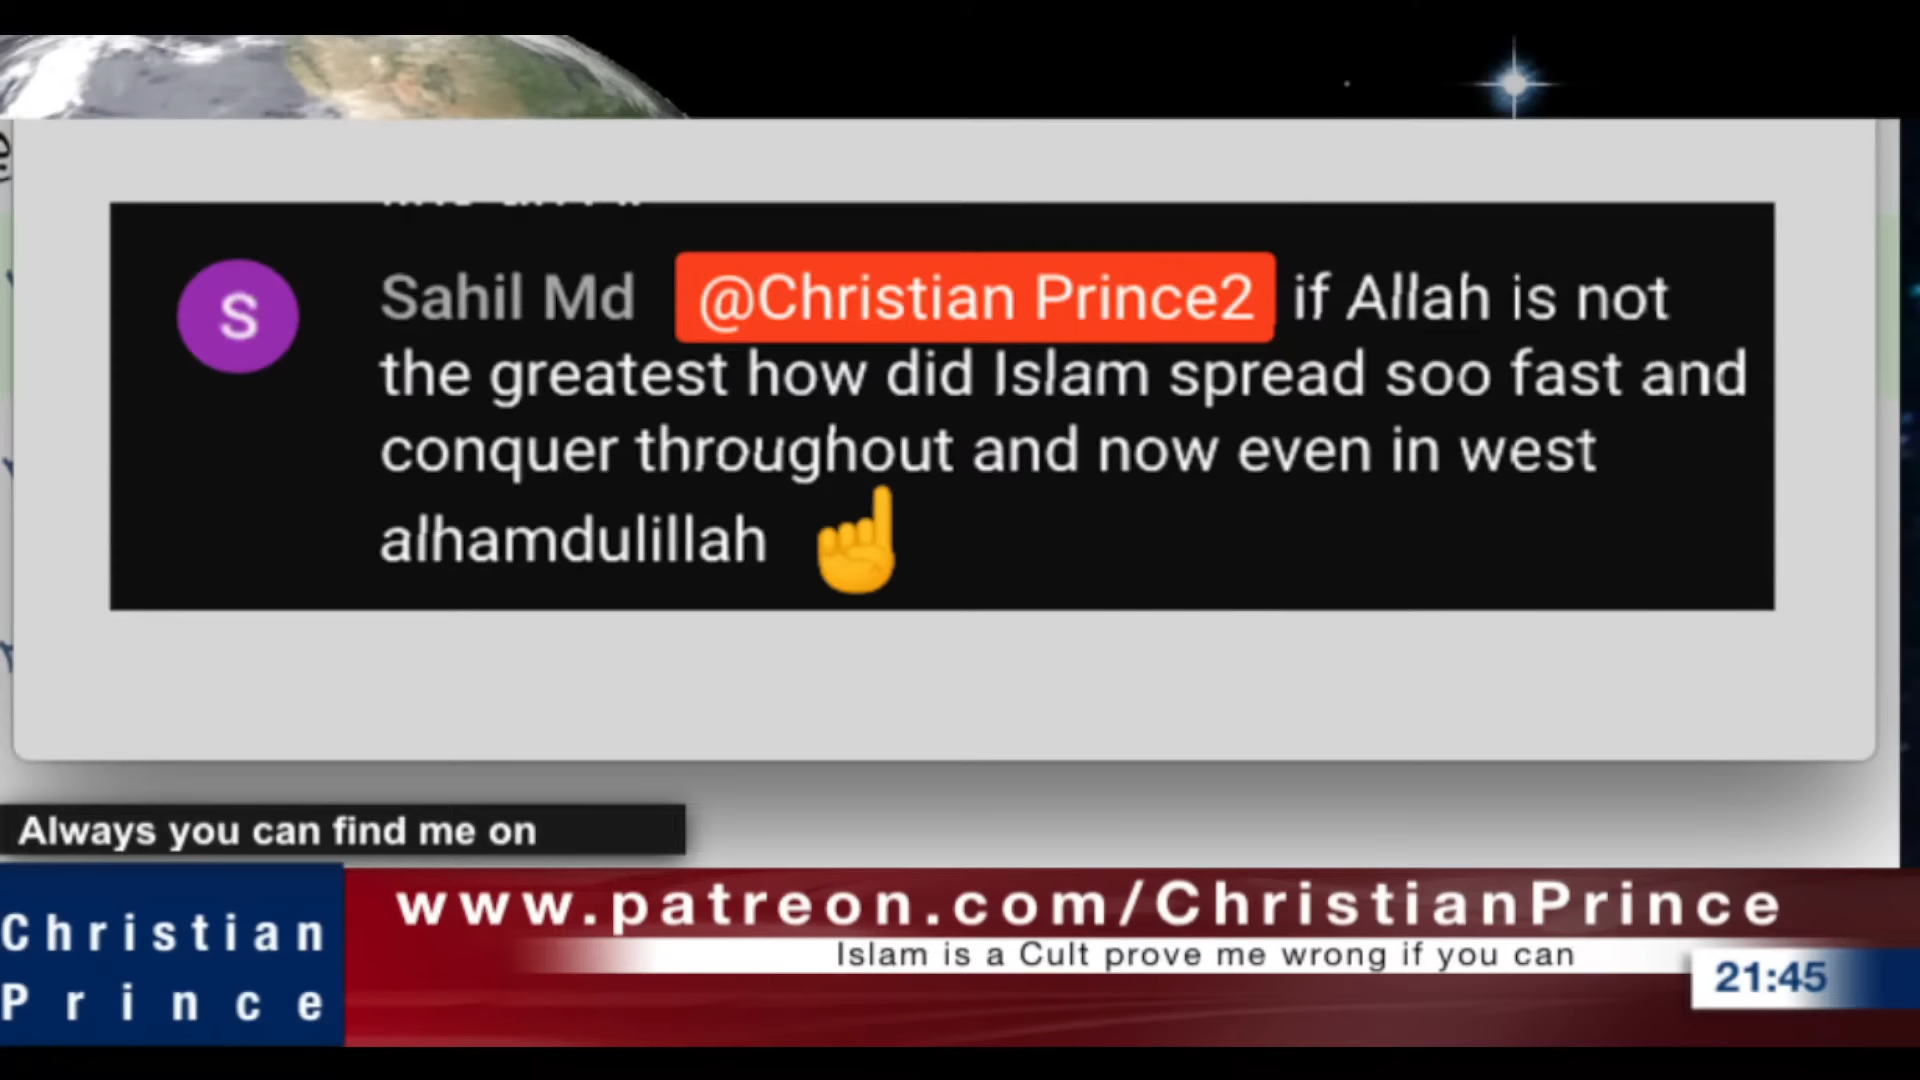 Sahil Md @Christian Prince2 if Allah is not
the greatest how did Islam spread soo fast and
conquer throughout and now even in west
alhamdulillah ☝
Always you can find me on
www.patreon.com/ChristianPrince
Christian
Prince
Islam is a Cult prove me wrong if you can
21:45
S